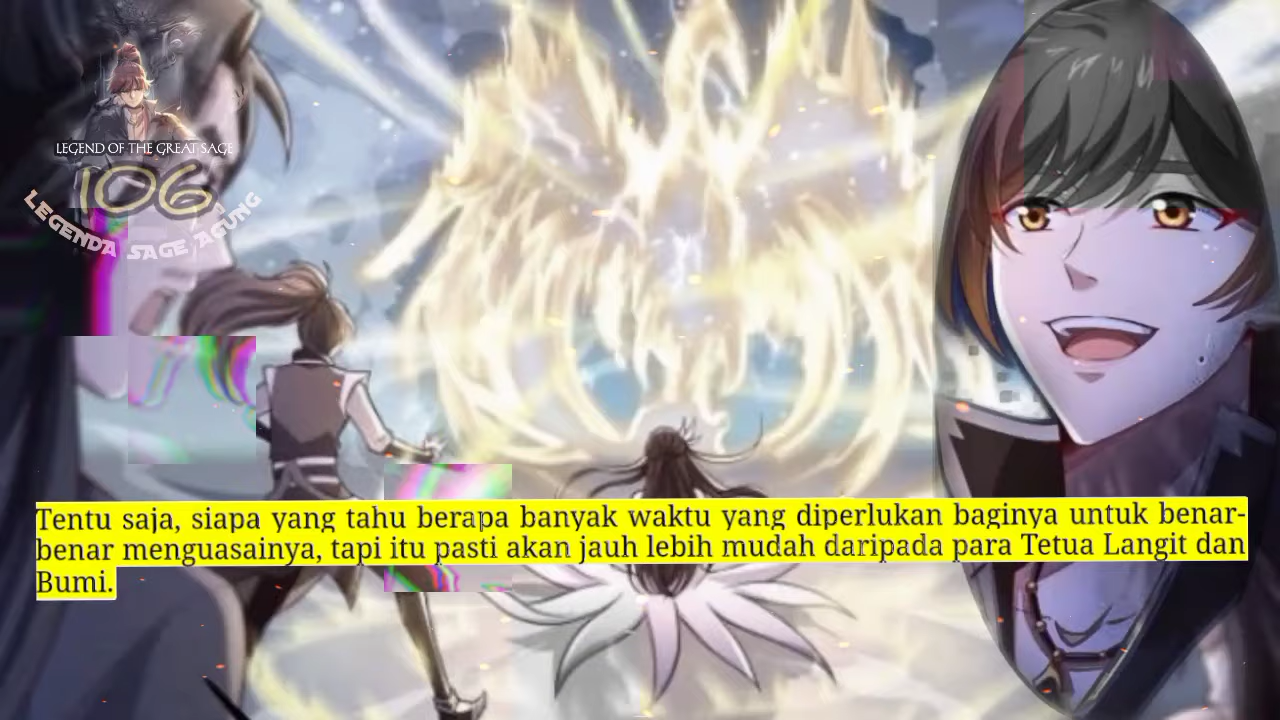 LEGEND OF THE GREAT SAGE
106
LEGENDA SAGE AGUNG
Tentu saja, siapa yang tahu berapa banyak waktu yang diperlukan baginya untuk benar-
benar menguasainya, tapi itu pasti akan jauh lebih mudah daripada para Tetua Langit dan
Bumi.